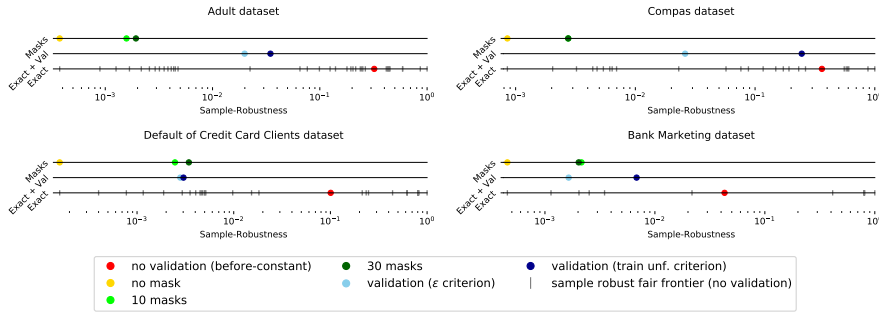 Adult dataset
Masks
Exact + Val
Exact
10⁻³ 10⁻² 10⁻¹ 10⁰
Sample-Robustness
Compas dataset
Masks
Exact + Val
Exact
10⁻³ 10⁻² 10⁻¹ 10⁰
Sample-Robustness
Default of Credit Card Clients dataset
Masks
Exact + Val
Exact
10⁻³ 10⁻² 10⁻¹ 10⁰
Sample-Robustness
Bank Marketing dataset
Masks
Exact + Val
Exact
10⁻³ 10⁻² 10⁻¹ 10⁰
Sample-Robustness
no validation (before-constant)
no mask
10 masks
30 masks
validation (ε criterion)
validation (train unf. criterion)
sample robust fair frontier (no validation)